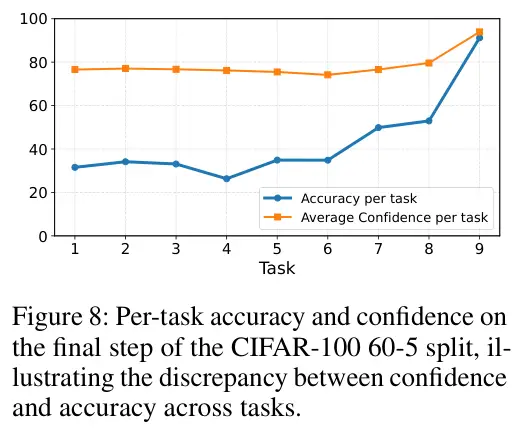 100
80
60
40
20
0
1 2 3 4 5 6 7 8 9
Accuracy per task
Average Confidence per task
Task
Figure 8: Per-task accuracy and confidence on
the final step of the CIFAR-100 60-5 split, il-
lustrating the discrepancy between confidence
and accuracy across tasks.